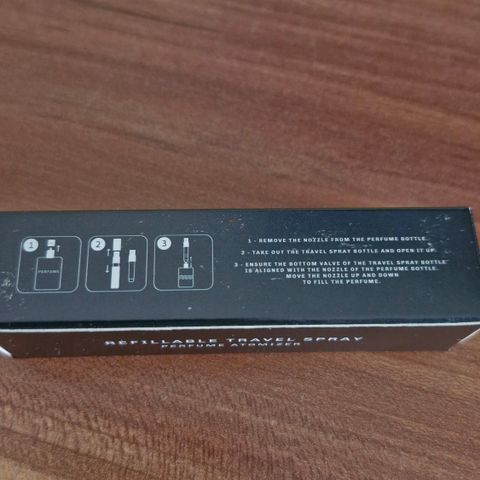 1
2
3
PERFUME
1 - REMOVE THE NOZZLE FROM THE PERFUME BOTTLE.
2 - TAKE OUT THE TRAVEL SPRAY BOTTLE AND OPEN IT UP.
3 - ENSURE THE BOTTOM VALVE OF THE TRAVEL SPRAY BOTTLE
IS ALIGNED WITH THE NOZZLE OF THE PERFUME BOTTLE.
MOVE THE NOZZLE UP AND DOWN
TO FILL THE PERFUME.
REFILLABLE TRAVEL SPRAY
PERFUME ATOMIZER